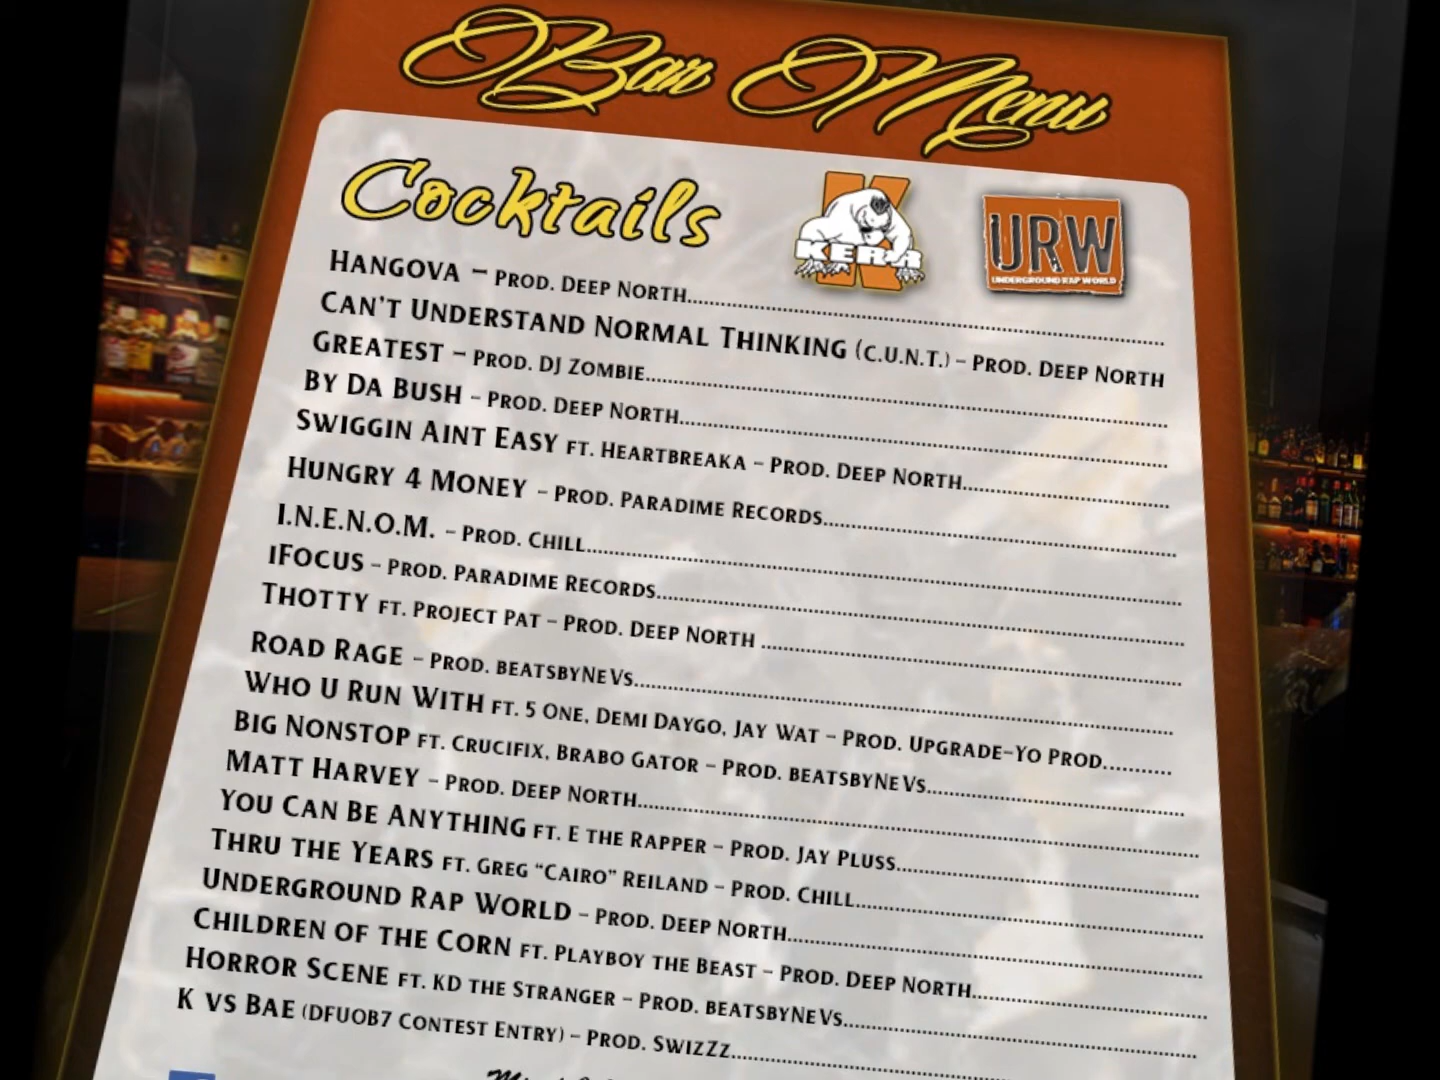 Bar Menu
Cocktails
KERR
URW
UNDERGROUND RAP WORLD
HANGOVA – PROD. DEEP NORTH
CAN'T UNDERSTAND NORMAL THINKING (C.U.N.T.) – PROD. DEEP NORTH
GREATEST – PROD. DJ ZOMBIE
BY DA BUSH – PROD. DEEP NORTH
SWIGGIN AINT EASY FT. HEARTBREAKA – PROD. DEEP NORTH
HUNGRY 4 MONEY – PROD. PARADIME RECORDS
I.N.E.N.O.M. – PROD. CHILL
IFOCUS – PROD. PARADIME RECORDS
THOTTY FT. PROJECT PAT – PROD. DEEP NORTH
ROAD RAGE – PROD. BEATSBYNEVS
WHO U RUN WITH FT. 5 ONE, DEMI DAYGO, JAY WAT – PROD. UPGRADE-YO PROD.
BIG NONSTOP FT. CRUCIFIX, BRABO GATOR – PROD. BEATSBYNEVS
MATT HARVEY – PROD. DEEP NORTH
YOU CAN BE ANYTHING FT. E THE RAPPER – PROD. JAY PLUSS
THRU THE YEARS FT. GREG "CAIRO" REILAND – PROD. CHILL
UNDERGROUND RAP WORLD – PROD. DEEP NORTH
CHILDREN OF THE CORN FT. PLAYBOY THE BEAST – PROD. DEEP NORTH
HORROR SCENE FT. KD THE STRANGER – PROD. BEATSBYNEVS
K VS BAE (DFUOB7 CONTEST ENTRY) – PROD. SWIZZZ